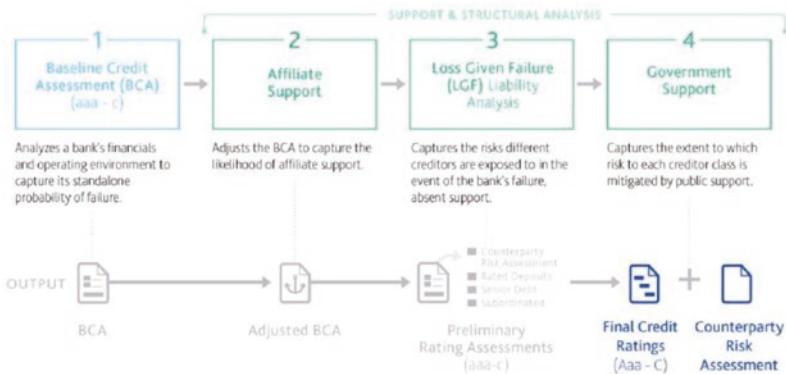 SUPPORT & STRUCTURAL ANALYSIS
1
Baseline Credit
Assessment (BCA)
(aaa - c)
2
Affiliate
Support
3
Loss Given Failure
(LGF) Liability
Analysis
4
Government
Support
Analyzes a bank's financials
and operating environment to
capture its standalone
probability of failure.
Adjusts the BCA to capture the
likelihood of affiliate support.
Captures the risks different
creditors are exposed to in the
event of the bank's failure,
absent support.
Captures the extent to which
risk to each creditor class is
mitigated by public support.
OUTPUT
BCA
Adjusted BCA
Counterparty
Risk Assessment
Rated Deposits
Senior Debt
Subordinated
Preliminary
Rating Assessments
(aaa-c)
Final Credit
Ratings
(Aaa - C)
Counterparty
Risk
Assessment